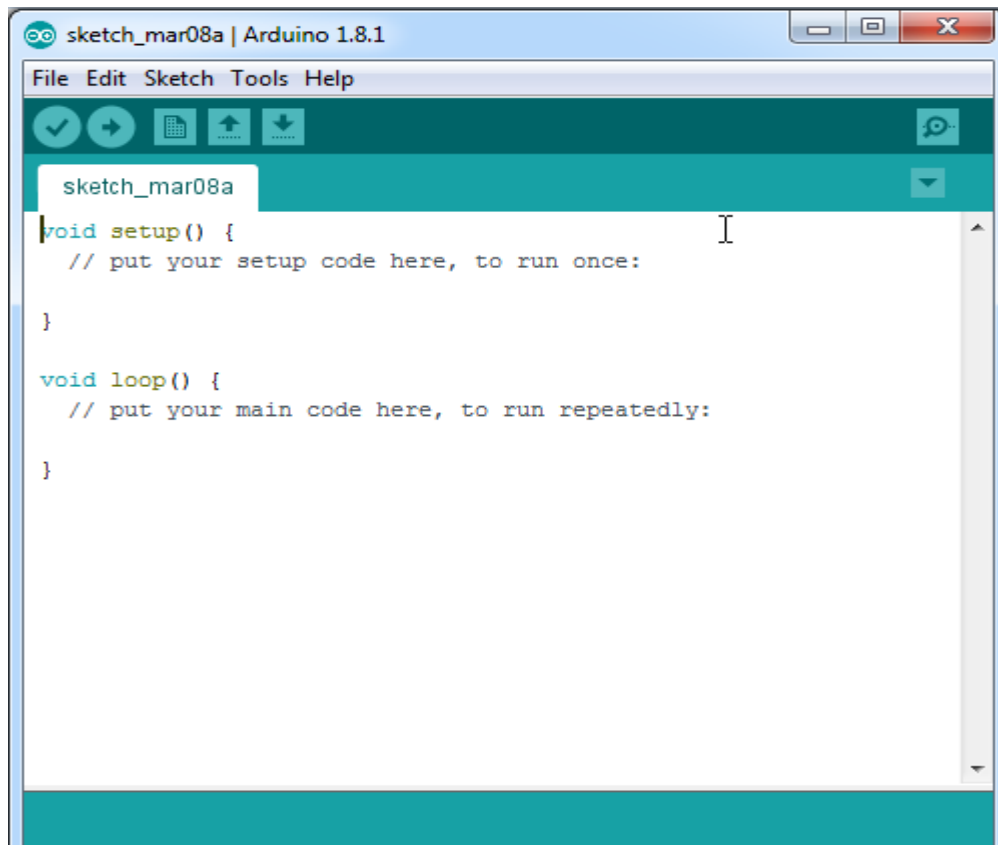 sketch_mar08a | Arduino 1.8.1
File Edit Sketch Tools Help
sketch_mar08a
void setup() {
  // put your setup code here, to run once:

}

void loop() {
  // put your main code here, to run repeatedly:

}